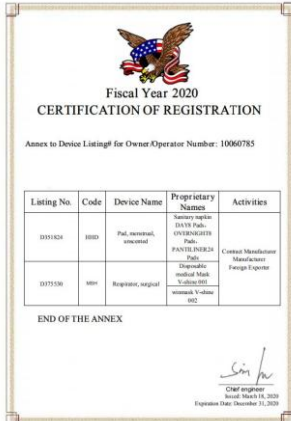 Fiscal Year 2020
CERTIFICATION OF REGISTRATION
Annex to Device Listing# for Owner/Operator Number: 10060785
Listing No.
Code
Device Name
Proprietary
Names
Activities
D351824
HHD
Pad, menstrual,
unscented
Sanitary napkin
DAYS Pads.
OVERNIGHTS
Pads.
PANTILINER24
Pads
Contract Manufacturer
Manufacturer
Foreign Exporter
D375530
MSH
Respirator, surgical
Disposable
medical Mask
V-shine 001
V-shine
002
END OF THE ANNEX
Chief engineer
Issued: March 18, 2020
Expiration Date: December 31, 2020